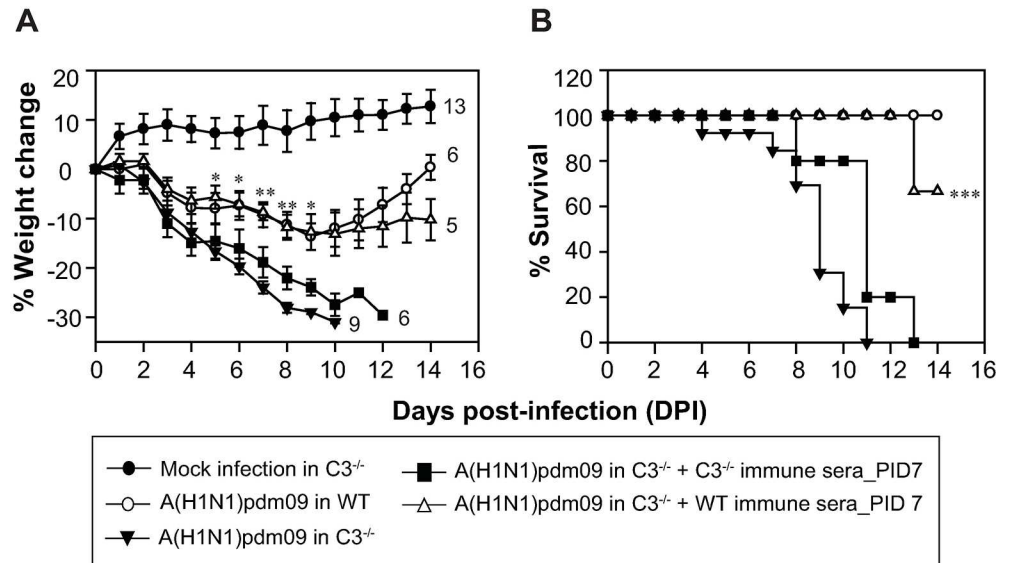 A
B
% Weight change
20
10
0
-10
-20
-30
13
6
5
6
9
*
*
**
**
*
0 2 4 6 8 10 12 14 16
% Survival
120
100
80
60
40
20
0
***
0 2 4 6 8 10 12 14 16
Days post-infection (DPI)
Mock infection in C3-/-
A(H1N1)pdm09 in WT
A(H1N1)pdm09 in C3-/-
A(H1N1)pdm09 in C3-/- + C3-/- immune sera_PID7
A(H1N1)pdm09 in C3-/- + WT immune sera_PID 7